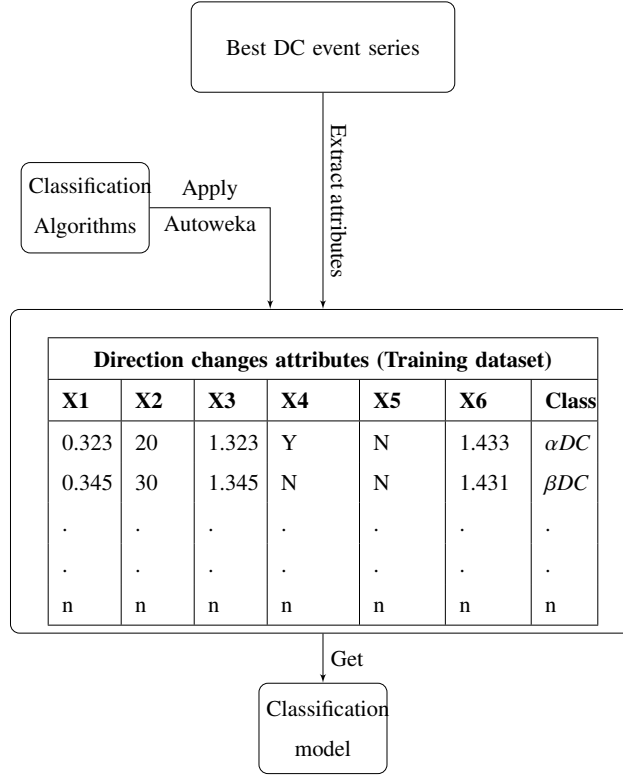 Best DC event series
Extract attributes
Classification
Algorithms
Apply
Autoweka
Direction changes attributes (Training dataset)
X1 X2 X3 X4 X5 X6 Class
0.323 20 1.323 Y N 1.433 αDC
0.345 30 1.345 N N 1.431 βDC
. . . . . . .
. . . . . . .
n n n n n n n
Get
Classification
model